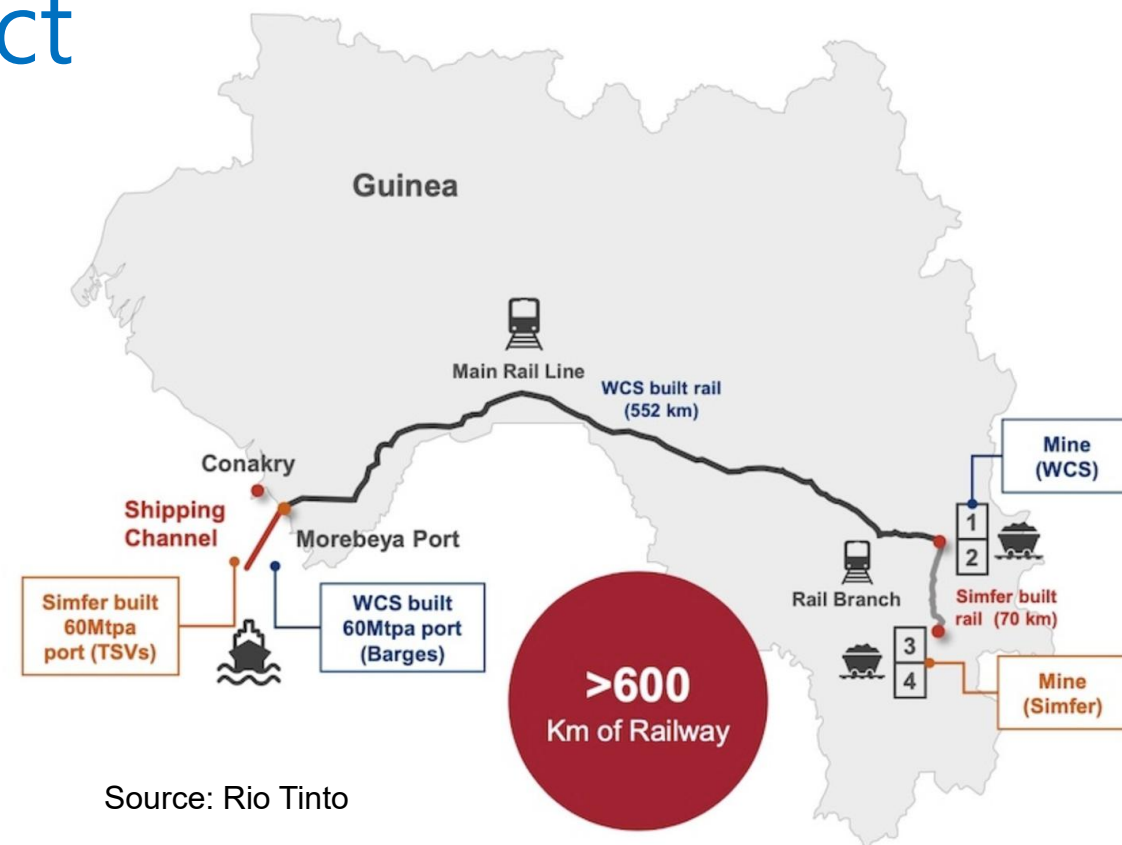 ct
Guinea
Main Rail Line
WCS built rail
(552 km)
Conakry
Shipping
Channel
Morebeya Port
Mine
(WCS)
1
2
Rail Branch
Simfer built
rail (70 km)
Simfer built
60Mtpa
port (TSVs)
WCS built
60Mtpa port
(Barges)
3
4
Mine
(Simfer)
>600
Km of Railway
Source: Rio Tinto